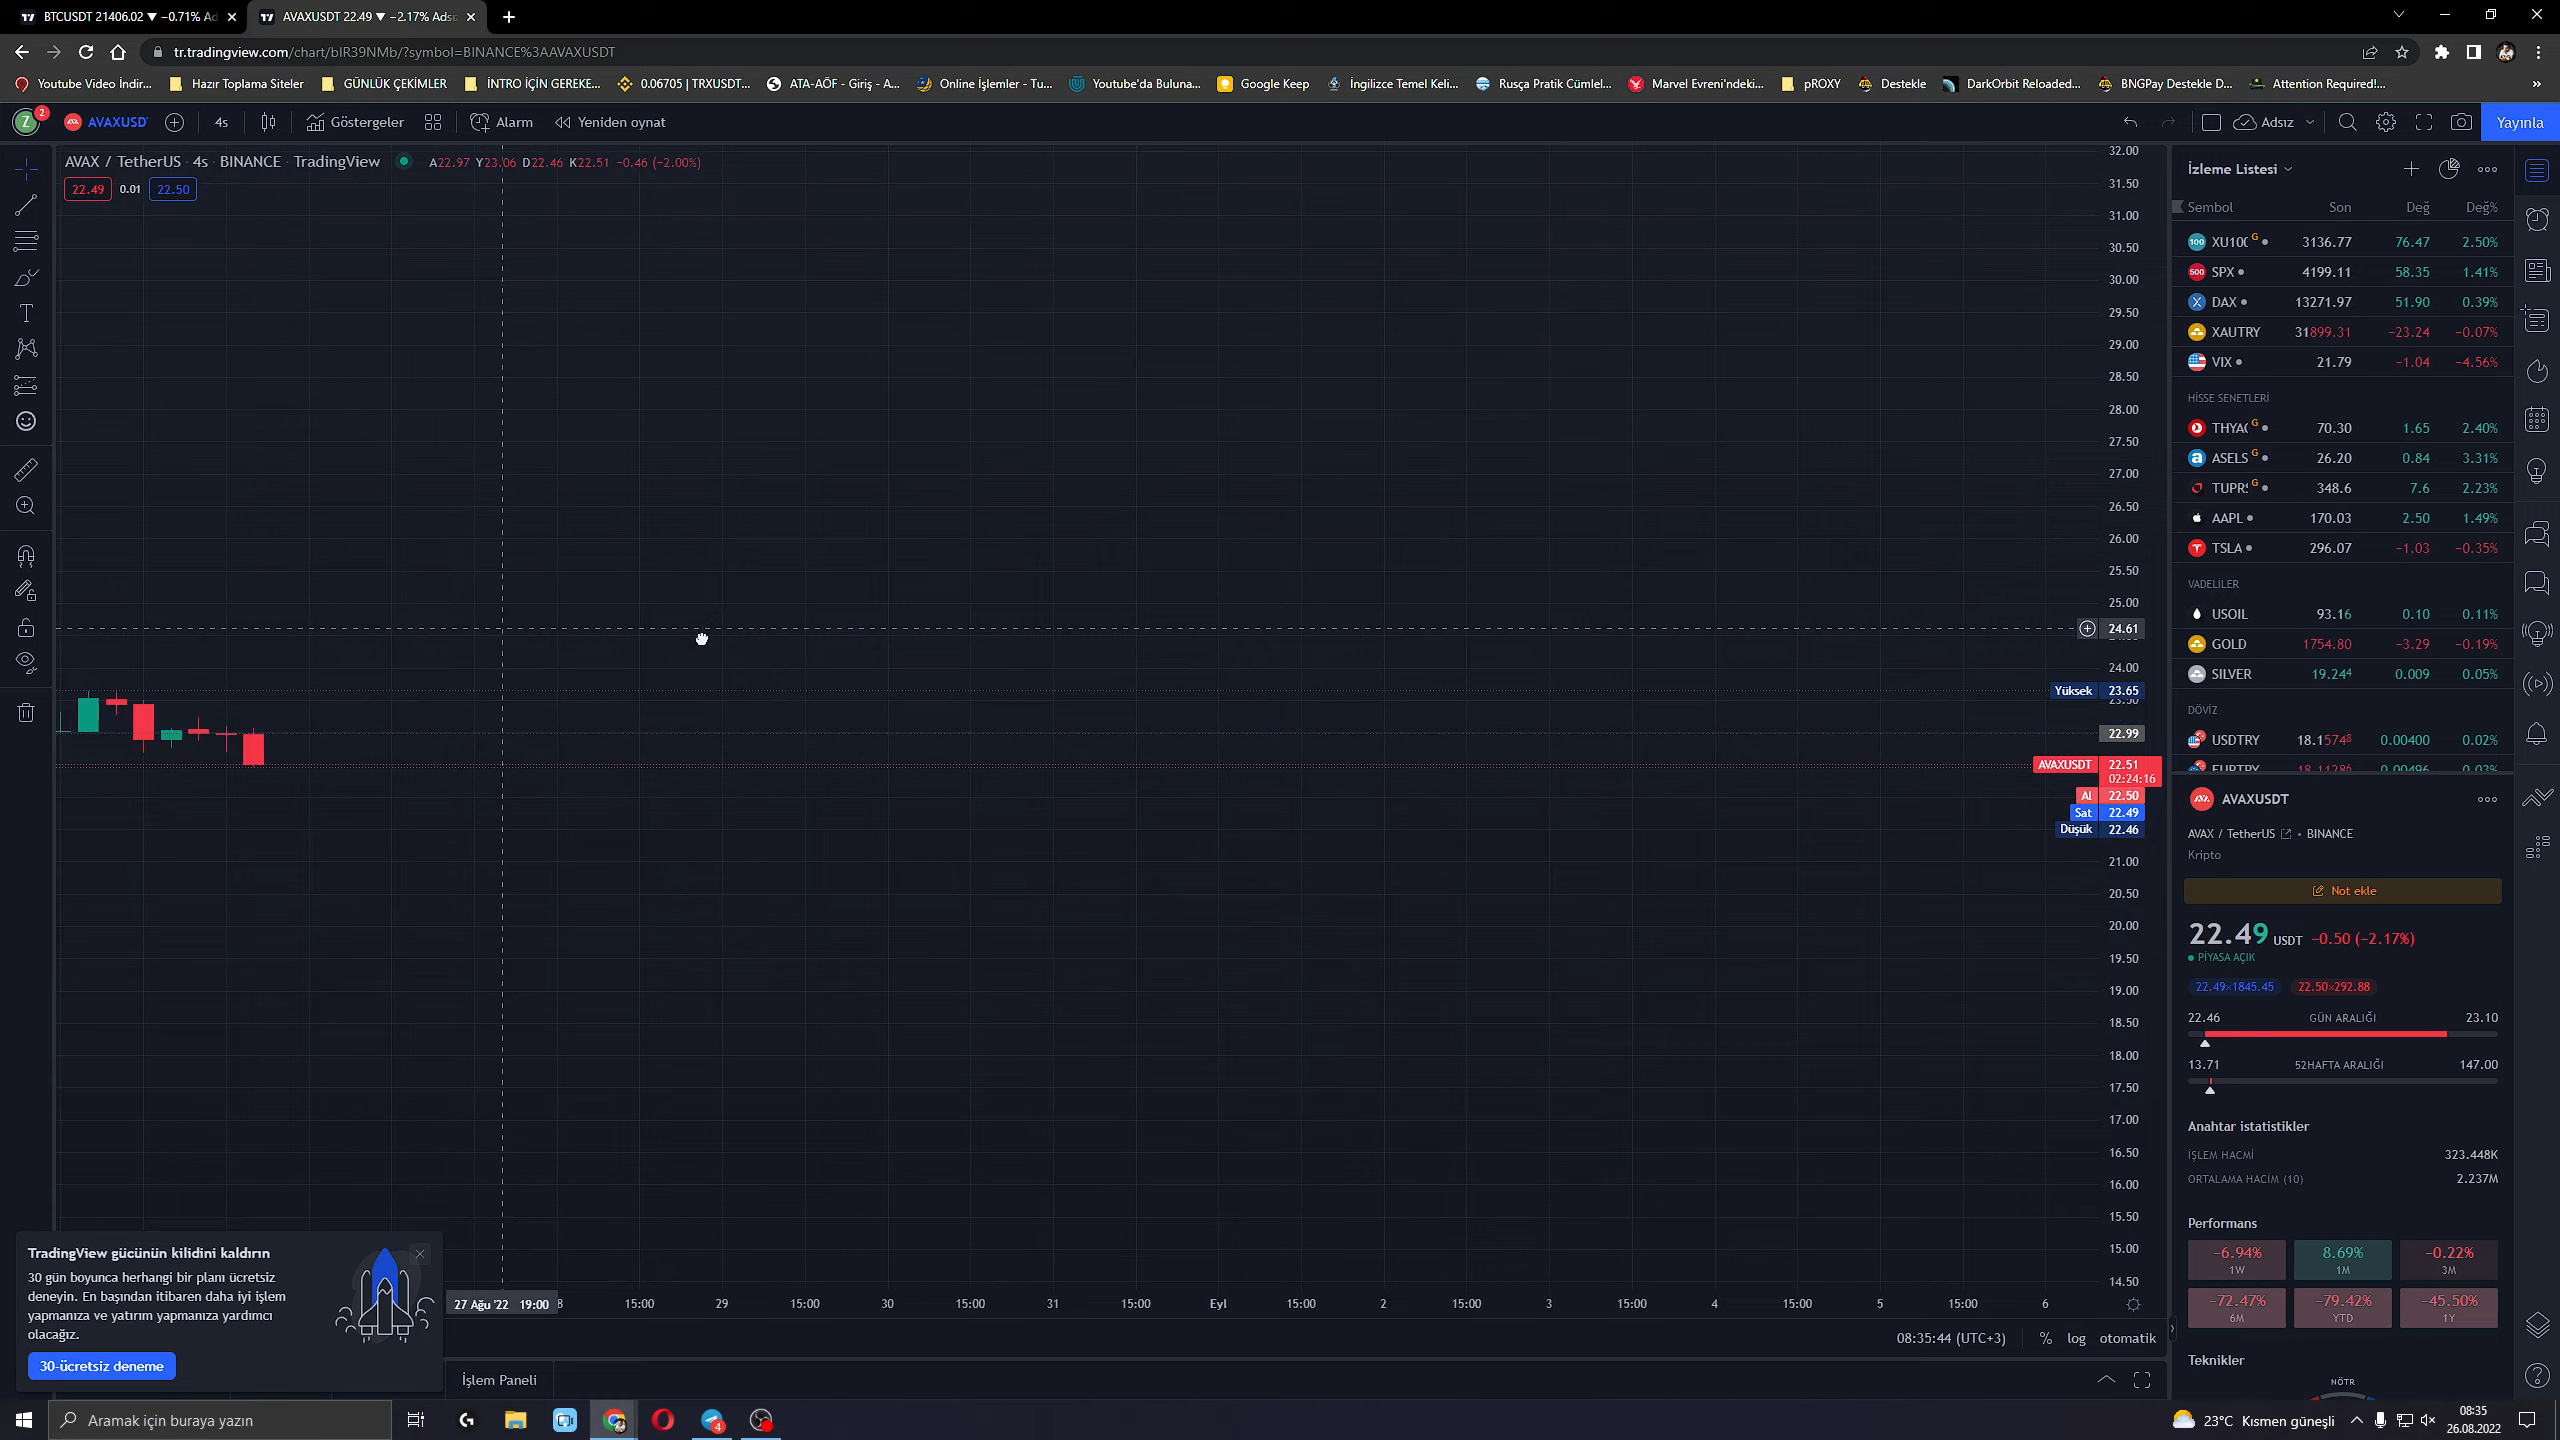 BTCUSDT 21406.02 ▼ −0.71% Ad
AVAXUSDT 22.49 ▼ −2.17% Adsı
tr.tradingview.com/chart/bIR39NMb/?symbol=BINANCE%3AAVAXUSDT
Youtube Video İndir...
Hazır Toplama Siteler
GÜNLÜK ÇEKİMLER
İNTRO İÇİN GEREKE...
0.06705 | TRXUSDT...
ATA-AÖF - Giriş - A...
Online İşlemler - Tu...
Youtube'da Buluna...
Google Keep
İngilizce Temel Keli...
Rusça Pratik Cümlel...
Marvel Evreni'ndeki...
pROXY
Destekle
DarkOrbit Reloaded...
BNGPay Destekle D...
Attention Required!...
Z
2
AVAXUSD
4s
Göstergeler
Alarm
Yeniden oynat
Adsız
Yayınla
AVAX / TetherUS · 4s · BINANCE · TradingView
A22.97 Y23.06 D22.46 K22.51 −0.46 (−2.00%)
22.49 0.01 22.50
32.00
31.50
31.00
30.50
30.00
29.50
29.00
28.50
28.00
27.50
27.00
26.50
26.00
25.50
25.00
24.61
24.00
Yüksek 23.65
23.50
22.99
AVAXUSDT 22.51
02:24:16
Al 22.50
Sat 22.49
Düşük 22.46
21.00
20.50
20.00
19.50
19.00
18.50
18.00
17.50
17.00
16.50
16.00
15.50
15.00
14.50
27 Ağu '22 19:00 8 15:00 29 15:00 30 15:00 31 15:00 Eyl 15:00 2 15:00 3 15:00 4 15:00 5 15:00 6
08:35:44 (UTC+3) % log otomatik
İşlem Paneli
TradingView gücünün kilidini kaldırın
30 gün boyunca herhangi bir planı ücretsiz
deneyin. En başından itibaren daha iyi işlem
yapmanıza ve yatırım yapmanıza yardımcı
olacağız.
30-ücretsiz deneme
İzleme Listesi
Sembol Son Değ Değ%
XU10( G 3136.77 76.47 2.50%
SPX 4199.11 58.35 1.41%
DAX 13271.97 51.90 0.39%
XAUTRY 31899.31 −23.24 −0.07%
VIX 21.79 −1.04 −4.56%
HİSSE SENETLERİ
THYA( G 70.30 1.65 2.40%
ASELS G 26.20 0.84 3.31%
TUPR: G 348.6 7.6 2.23%
AAPL 170.03 2.50 1.49%
TSLA 296.07 −1.03 −0.35%
VADELİLER
USOIL 93.16 0.10 0.11%
GOLD 1754.80 −3.29 −0.19%
SILVER 19.244 0.009 0.05%
DÖVİZ
USDTRY 18.15748 0.00400 0.02%
EURTRY 18.11286 0.00496 0.03%
AVAXUSDT
AVAX / TetherUS • BINANCE
Kripto
Not ekle
22.49 USDT −0.50 (−2.17%)
PİYASA AÇIK
22.49×1845.45 22.50×292.88
22.46 GÜN ARALIĞI 23.10
13.71 52HAFTA ARALIĞI 147.00
Anahtar istatistikler
İŞLEM HACMİ 323.448K
ORTALAMA HACİM (10) 2.237M
Performans
−6.94% 8.69% −0.22%
1W 1M 3M
−72.47% −79.42% −45.50%
6M YTD 1Y
Teknikler
NÖTR
Aramak için buraya yazın
4
23°C Kısmen güneşli
08:35
26.08.2022